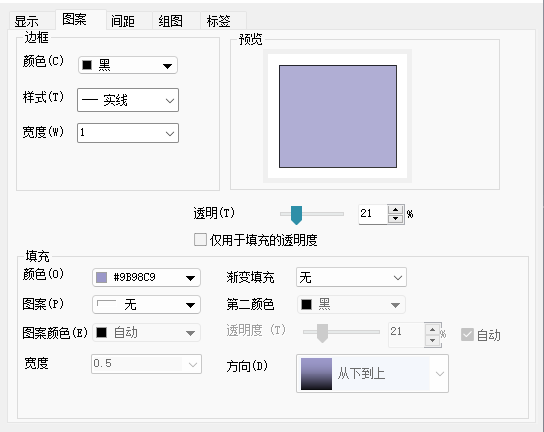 显示 图案 间距 组图 标签
边框 预览
颜色(C) 黑
样式(T) 实线
宽度(W) 1
透明(T) 21 %
仅用于填充的透明度
填充
颜色(O) #9B98C9 渐变填充 无
图案(P) 无 第二颜色 黑
图案颜色(E) 自动 透明度 (T) 21 % 自动
宽度 0.5 方向(D) 从下到上